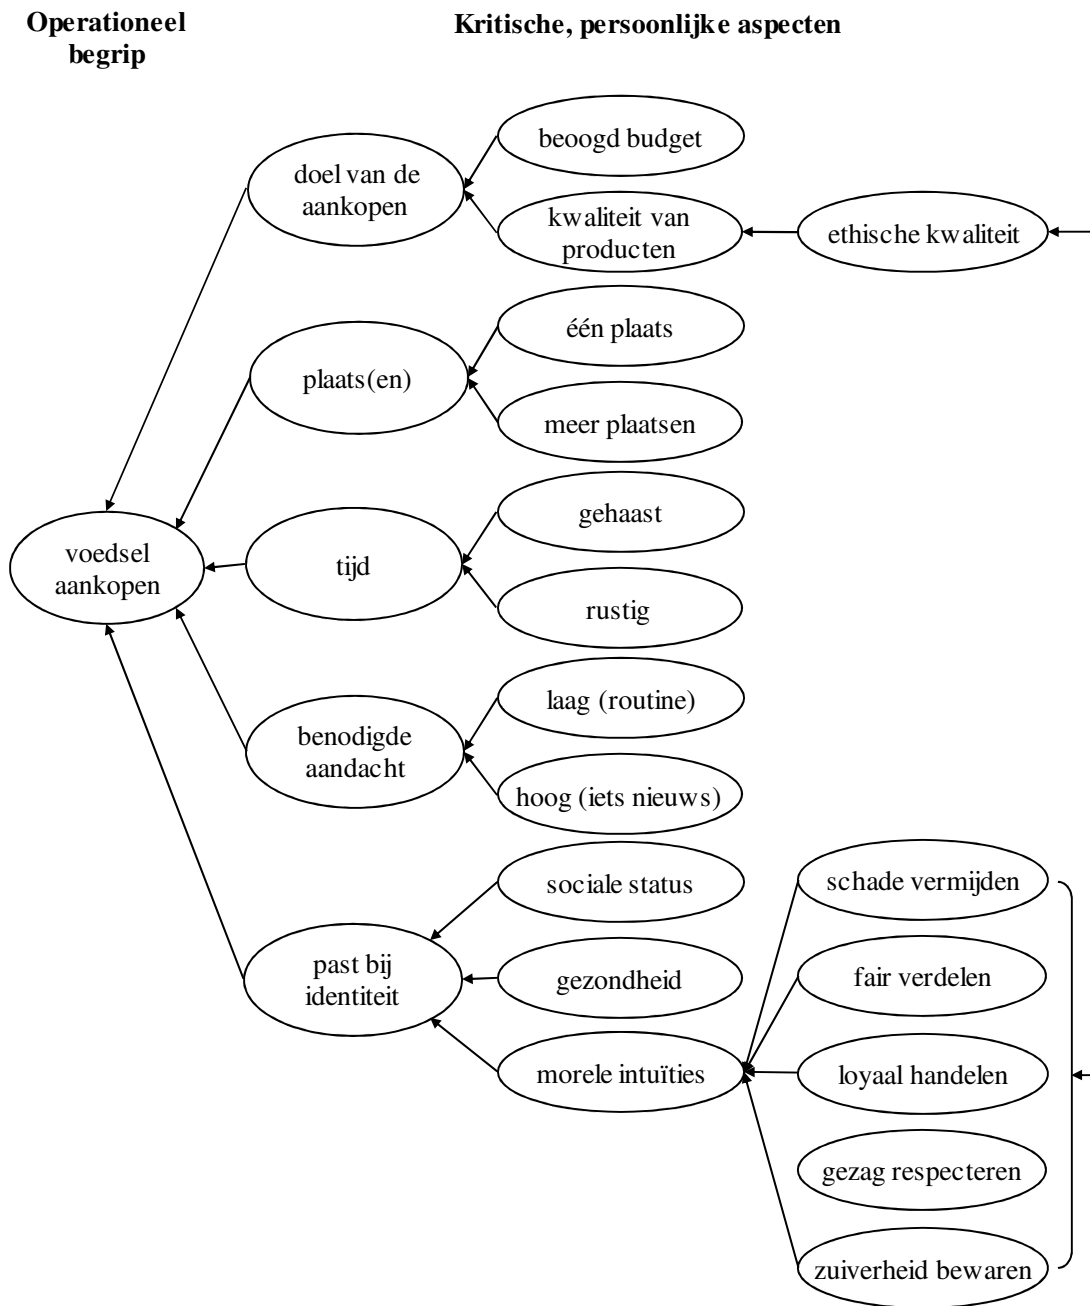 Operationeel
begrip
Kritische, persoonlijke aspecten
beoogd budget
doel van de
aankopen
kwaliteit van
producten
ethische kwaliteit
één plaats
plaats(en)
meer plaatsen
gehaast
voedsel
aankopen
tijd
rustig
laag (routine)
benodigde
aandacht
hoog (iets nieuws)
sociale status
schade vermijden
past bij
identiteit
gezondheid
fair verdelen
morele intuïties
loyaal handelen
gezag respecteren
zuiverheid bewaren